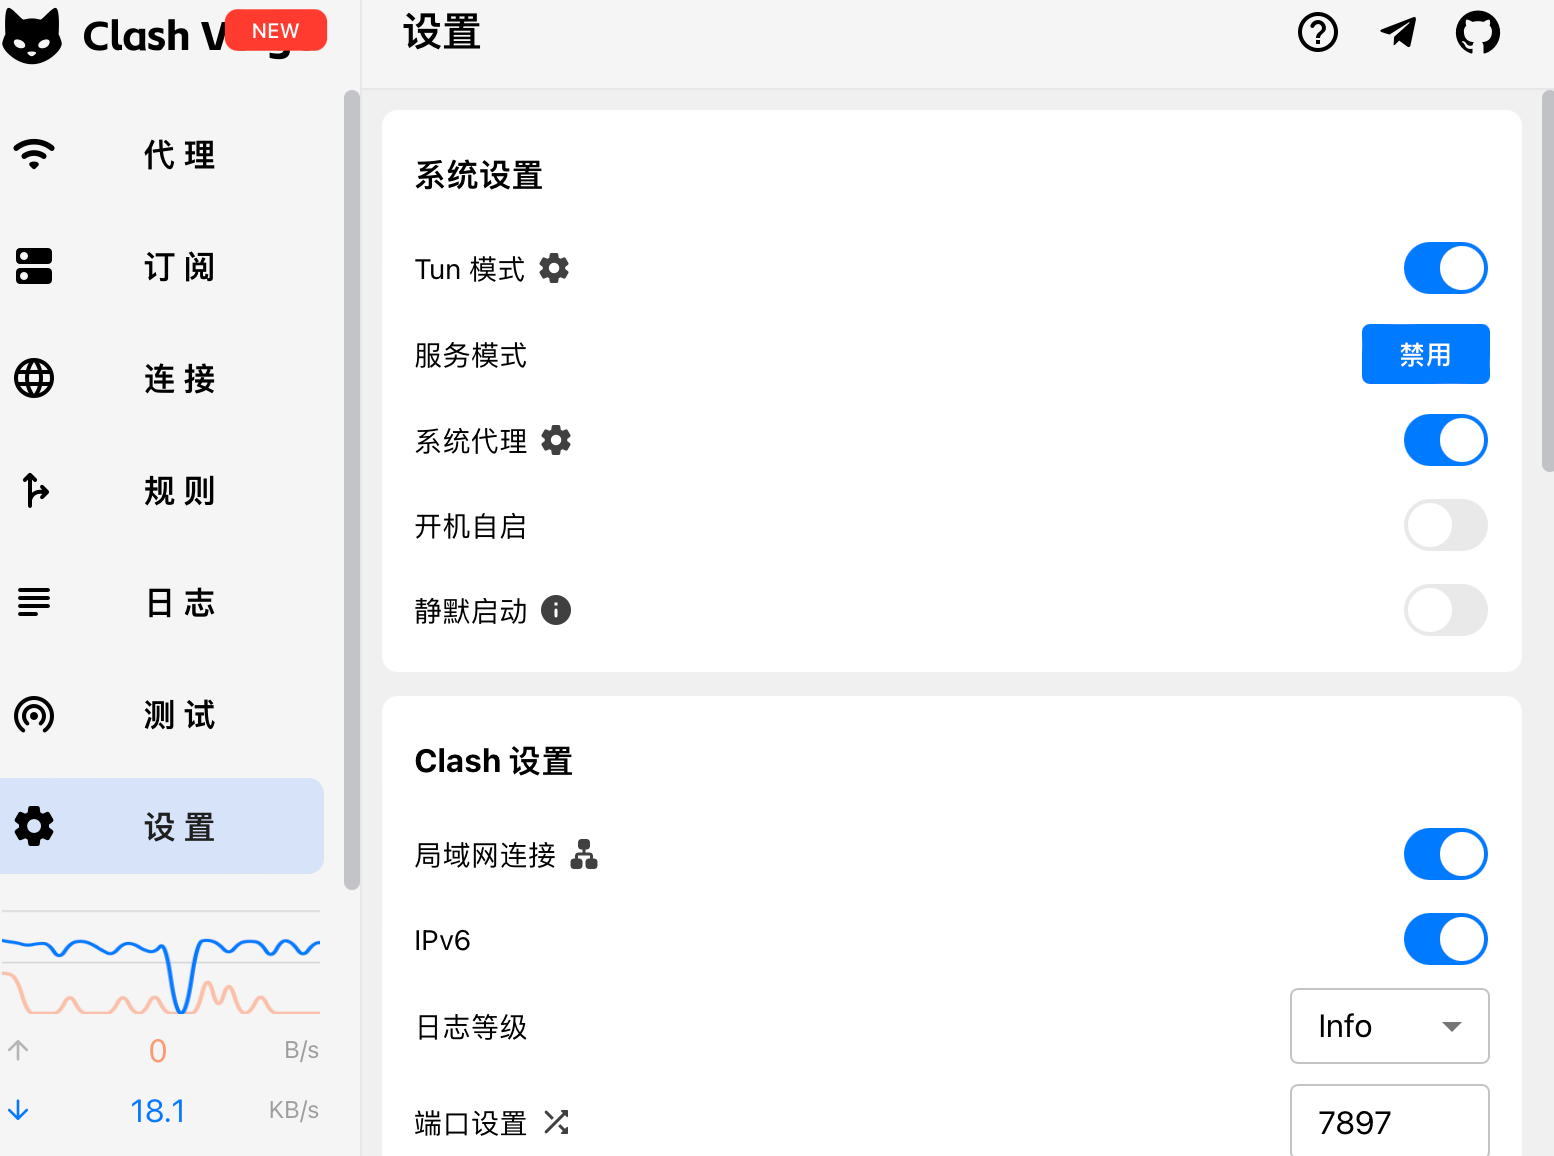 Clash V
NEW
设置
代理
订阅
连接
规则
日志
测试
设置
0 B/s
18.1 KB/s
系统设置
Tun 模式
服务模式 禁用
系统代理
开机自启
静默启动
Clash 设置
局域网连接
IPv6
日志等级 Info
端口设置 7897